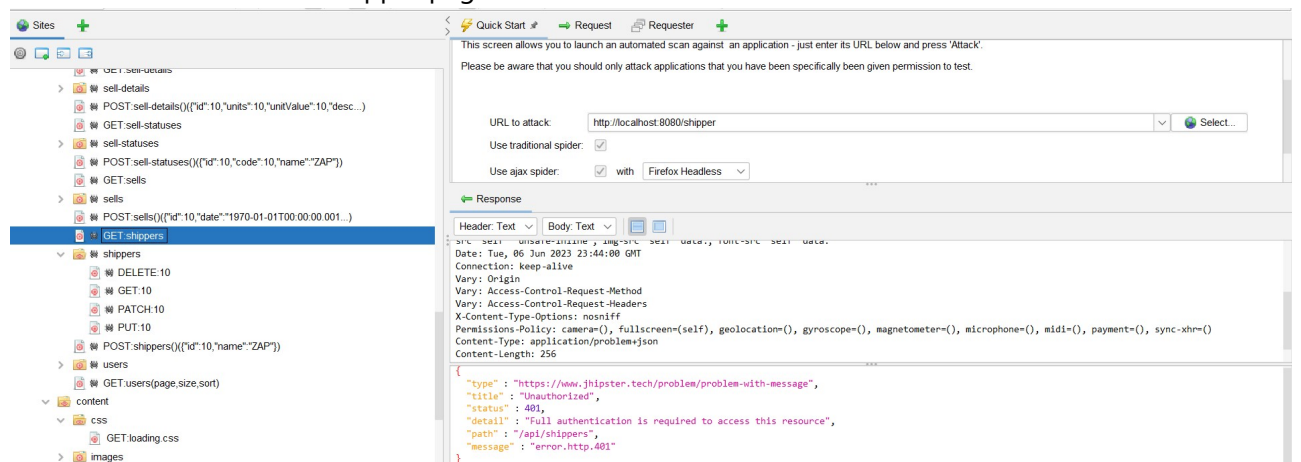 Sites
GET:sell-details
sell-details
POST:sell-details()({"id":10,"units":10,"unitValue":10,"desc...)
GET:sell-statuses
sell-statuses
POST:sell-statuses()({"id":10,"code":10,"name":"ZAP"})
GET:sells
sells
POST:sells()({"id":10,"date":"1970-01-01T00:00:00.001...)
GET:shippers
shippers
DELETE:10
GET:10
PATCH:10
PUT:10
POST:shippers()({"id":10,"name":"ZAP"})
users
GET:users(page,size,sort)
content
css
GET:loading.css
images
Quick Start
Request
Requester
This screen allows you to launch an automated scan against an application - just enter its URL below and press 'Attack'.
Please be aware that you should only attack applications that you have been specifically been given permission to test.
URL to attack: http://localhost:8080/shipper Select...
Use traditional spider:
Use ajax spider: with Firefox Headless
Response
Header: Text Body: Text
Date: Tue, 06 Jun 2023 23:44:00 GMT
Connection: keep-alive
Vary: Origin
Vary: Access-Control-Request-Method
Vary: Access-Control-Request-Headers
X-Content-Type-Options: nosniff
Permissions-Policy: camera=(), fullscreen=(self), geolocation=(), gyroscope=(), magnetometer=(), microphone=(), midi=(), payment=(), sync-xhr=()
Content-Type: application/problem+json
Content-Length: 256
{
"type" : "https://www.jhipster.tech/problem/problem-with-message",
"title" : "Unauthorized",
"status" : 401,
"detail" : "Full authentication is required to access this resource",
"path" : "/api/shippers",
"message" : "error.http.401"
}